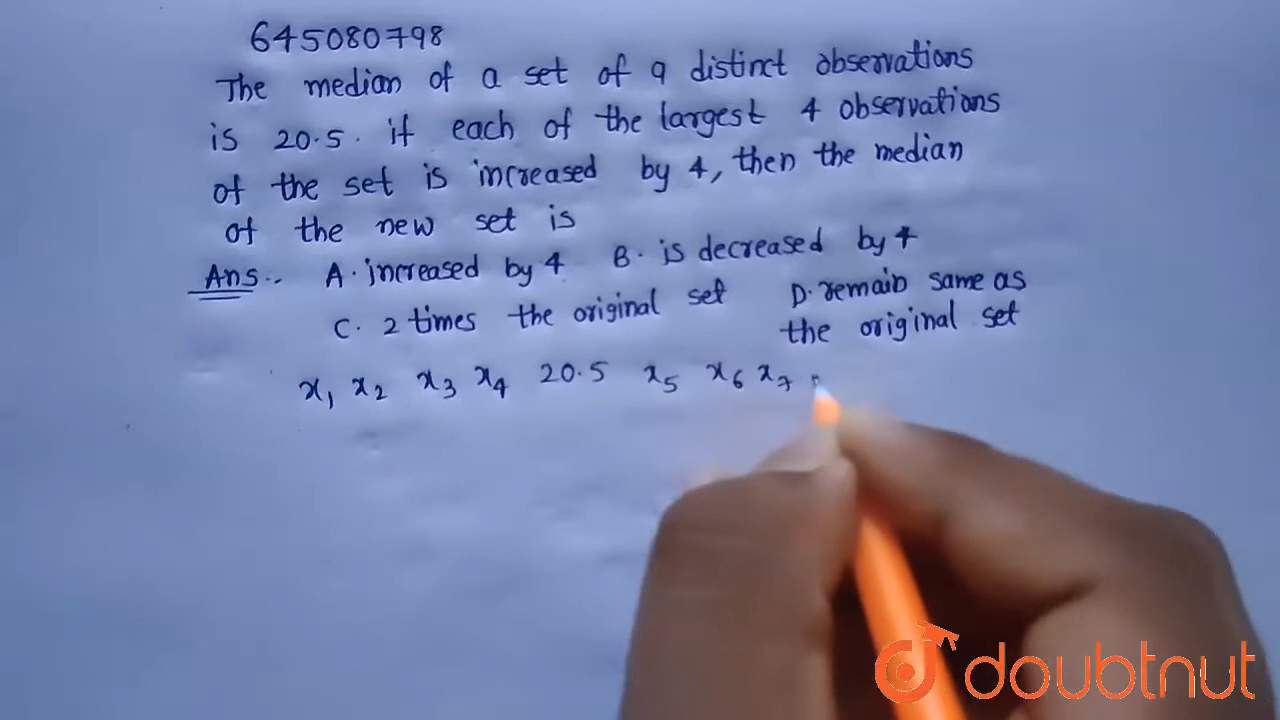 645080798
The median of a set of 9 distinct observations
is 20.5. if each of the largest 4 observations
of the set is increased by 4, then the median
of the new set is
Ans:- A. increased by 4 B. is decreased by 4
C. 2 times the original set D. remain same as
the original set
x₁ x₂ x₃ x₄ 20.5 x₅ x₆ x₇
doubtnut